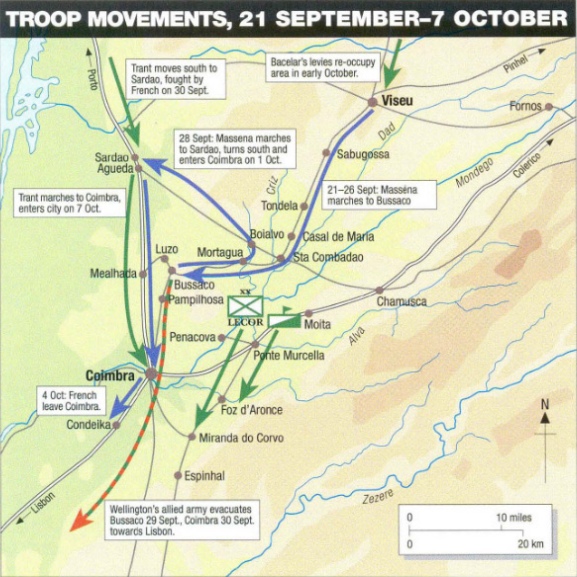 TROOP MOVEMENTS, 21 SEPTEMBER–7 OCTOBER
Porto
Trant moves south to
Sardao, fought by
French on 30 Sept.
Bacelar's levies re-occupy
area in early October.
Pinhel
Viseu
Fornos
Dad
28 Sept: Massena marches
to Sardao, turns south and
enters Coimbra on 1 Oct.
Sardao
Agueda
Sabugossa
Criz
Mondego
Colerico
21–26 Sept: Masséna
marches to Bussaco
Trant marches to Coimbra,
enters city on 7 Oct.
Tondela
Boialvo
Casal de Maria
Luzo
Mortagua
Sta Combadao
Mealhada
Bussaco
Pampilhosa
XX
LECOR
Chamusca
Moita
Alva
Penacova
Ponte Murcella
Coimbra
4 Oct: French
leave Coimbra.
Foz d'Aronce
Condeika
Miranda do Corvo
N
Espinhal
Zezere
Lisbon
Wellington's allied army evacuates
Bussaco 29 Sept., Coimbra 30 Sept.
towards Lisbon.
0 10 miles
0 20 km